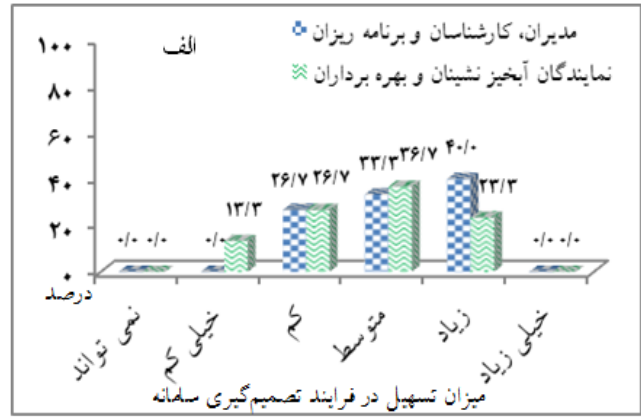 الف
مدیران، کارشناسان و برنامه ریزان
نمایندگان آبخیز نشینان و بهره برداران
۱۰۰
۸۰
۶۰
۴۰
۲۰
۰
درصد
۰/۰ ۰/۰
۰/۰ ۱۳/۳
۲۶/۷ ۲۶/۷
۳۳/۳ ۳۶/۷
۴۰/۰ ۲۳/۳
۰/۰ ۰/۰
نمی تواند
خیلی کم
کم
متوسط
زیاد
خیلی زیاد
میزان تسهیل در فرایند تصمیم‌گیری سامانه